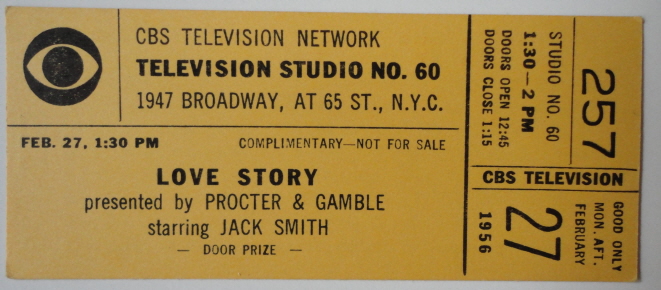 CBS TELEVISION NETWORK
TELEVISION STUDIO NO. 60
1947 BROADWAY, AT 65 ST., N.Y.C.
FEB. 27, 1:30 PM
COMPLIMENTARY—NOT FOR SALE
LOVE STORY
presented by PROCTER & GAMBLE
starring JACK SMITH
— DOOR PRIZE —
STUDIO NO. 60
1:30—2 PM
DOORS OPEN 12:45
DOORS CLOSE 1:15
257
CBS TELEVISION
GOOD ONLY
MON. AFT.
FEBRUARY
27
1956